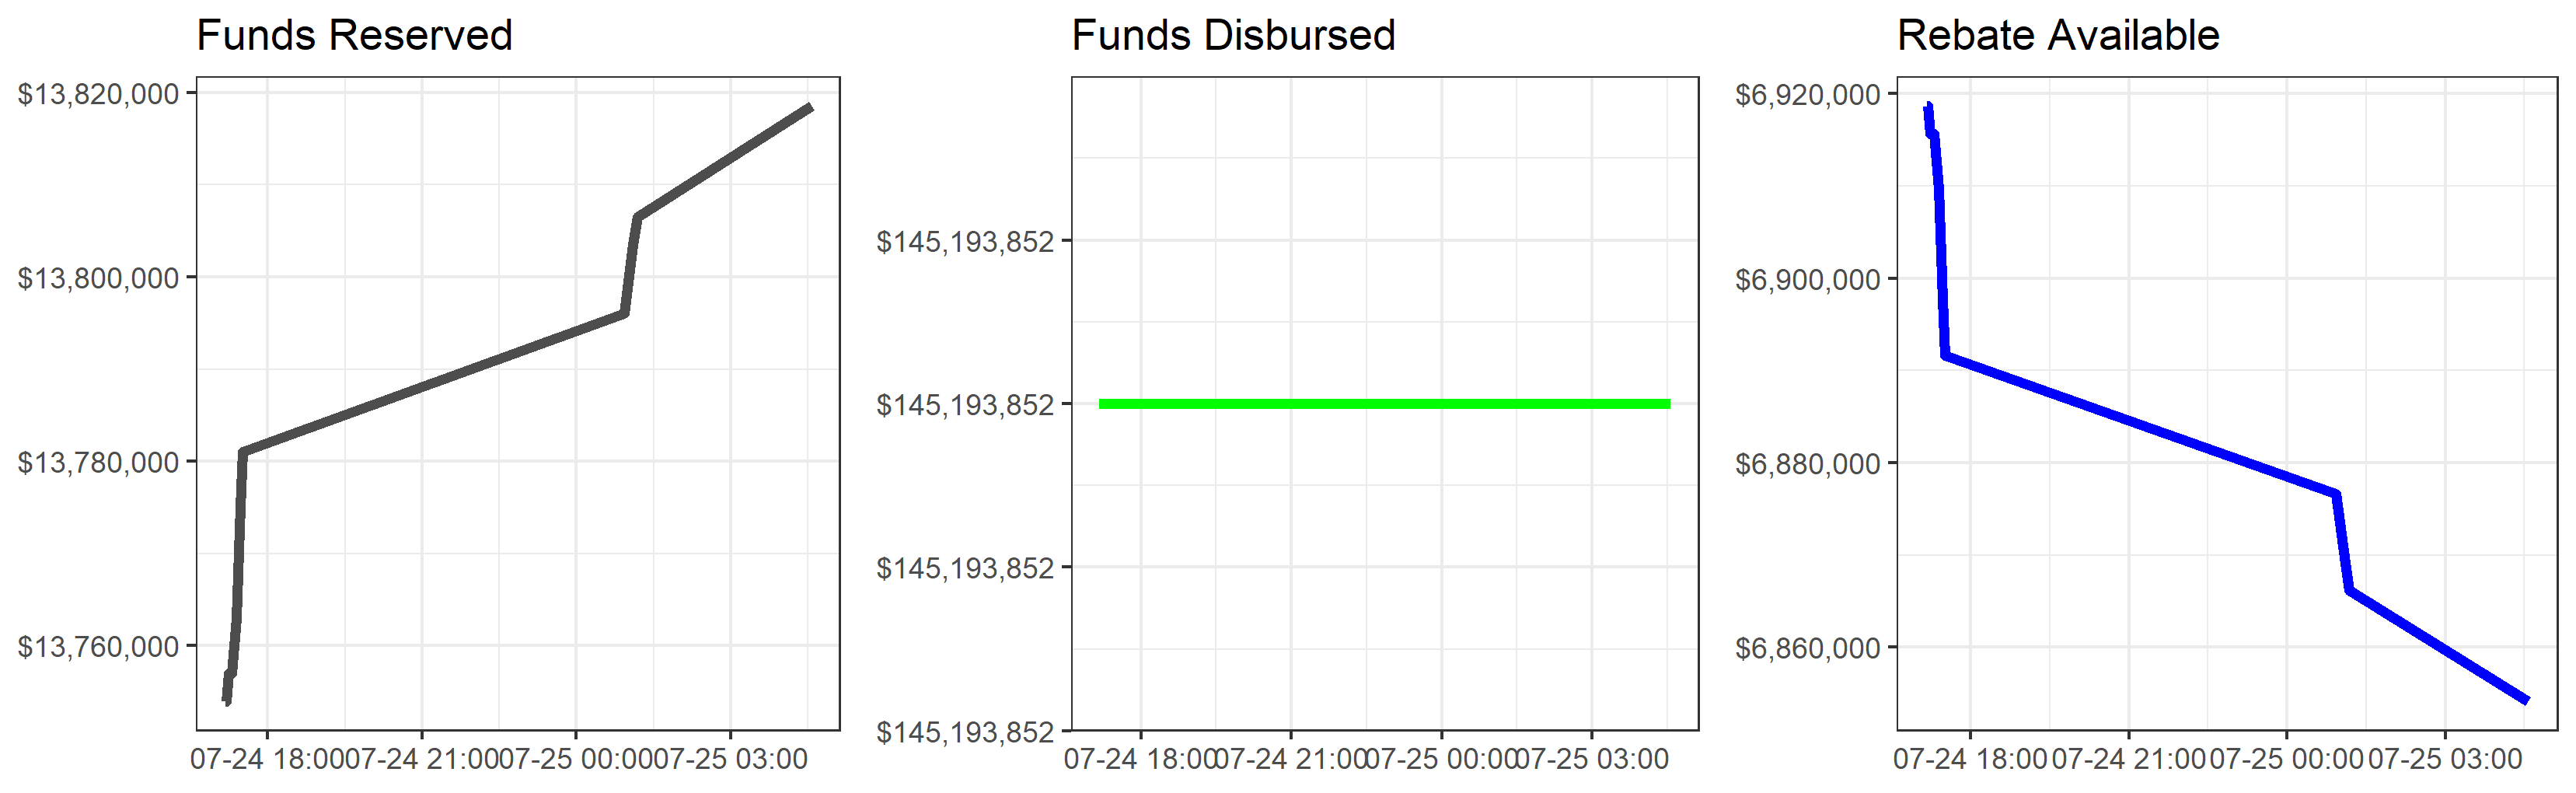 Funds Reserved
$13,820,000
$13,800,000
$13,780,000
$13,760,000
07-24 18:00 07-24 21:00 07-25 00:00 07-25 03:00
Funds Disbursed
$145,193,852
$145,193,852
$145,193,852
$145,193,852
07-24 18:00 07-24 21:00 07-25 00:00 07-25 03:00
Rebate Available
$6,920,000
$6,900,000
$6,880,000
$6,860,000
07-24 18:00 07-24 21:00 07-25 00:00 07-25 03:00